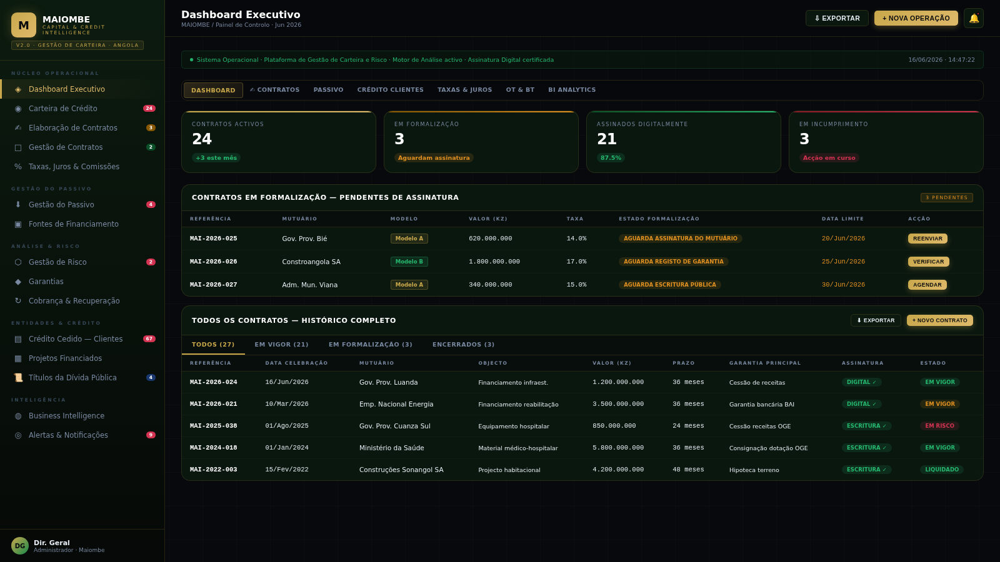 M
MAIOMBE
CAPITAL & CREDIT
INTELLIGENCE
V2.0 · GESTÃO DE CARTEIRA · ANGOLA
NÚCLEO OPERACIONAL
Dashboard Executivo
Carteira de Crédito 24
Elaboração de Contratos 3
Gestão de Contratos 2
% Taxas, Juros & Comissões
GESTÃO DO PASSIVO
Gestão do Passivo 4
Fontes de Financiamento
ANÁLISE & RISCO
Gestão de Risco 2
Garantias
Cobrança & Recuperação
ENTIDADES & CRÉDITO
Crédito Cedido — Clientes 67
Projetos Financiados
Títulos da Dívida Pública 4
INTELIGÊNCIA
Business Intelligence
Alertas & Notificações 9
DG
Dir. Geral
Administrador · Maiombe
Dashboard Executivo
MAIOMBE / Painel de Controlo · Jun 2026
⇩ EXPORTAR
+ NOVA OPERAÇÃO
Sistema Operacional · Plataforma de Gestão de Carteira e Risco · Motor de Análise activo · Assinatura Digital certificada
16/06/2026 · 14:47:22
DASHBOARD ✍ CONTRATOS PASSIVO CRÉDITO CLIENTES TAXAS & JUROS OT & BT BI ANALYTICS
CONTRATOS ACTIVOS
24
+3 este mês
EM FORMALIZAÇÃO
3
Aguardam assinatura
ASSINADOS DIGITALMENTE
21
87.5%
EM INCUMPRIMENTO
3
Acção em curso
CONTRATOS EM FORMALIZAÇÃO — PENDENTES DE ASSINATURA
3 PENDENTES
REFERÊNCIA MUTUÁRIO MODELO VALOR (KZ) TAXA ESTADO FORMALIZAÇÃO DATA LIMITE ACÇÃO
MAI-2026-025 Gov. Prov. Bié Modelo A 620.000.000 14.0% AGUARDA ASSINATURA DO MUTUÁRIO 20/Jun/2026 REENVIAR
MAI-2026-026 Constroangola SA Modelo B 1.800.000.000 17.0% AGUARDA REGISTO DE GARANTIA 25/Jun/2026 VERIFICAR
MAI-2026-027 Adm. Mun. Viana Modelo A 340.000.000 15.0% AGUARDA ESCRITURA PÚBLICA 30/Jun/2026 AGENDAR
TODOS OS CONTRATOS — HISTÓRICO COMPLETO
⬇ EXPORTAR
+ NOVO CONTRATO
TODOS (27) EM VIGOR (21) EM FORMALIZAÇÃO (3) ENCERRADOS (3)
REFERÊNCIA DATA CELEBRAÇÃO MUTUÁRIO OBJECTO VALOR (KZ) PRAZO GARANTIA PRINCIPAL ASSINATURA ESTADO
MAI-2026-024 16/Jun/2026 Gov. Prov. Luanda Financiamento infraest. 1.200.000.000 36 meses Cessão de receitas DIGITAL ✓ EM VIGOR
MAI-2026-021 10/Mar/2026 Emp. Nacional Energia Financiamento reabilitação 3.500.000.000 36 meses Garantia bancária BAI DIGITAL ✓ EM VIGOR
MAI-2025-038 01/Ago/2025 Gov. Prov. Cuanza Sul Equipamento hospitalar 850.000.000 24 meses Cessão receitas OGE ESCRITURA ✓ EM RISCO
MAI-2024-018 01/Jan/2024 Ministério da Saúde Material médico-hospitalar 5.800.000.000 36 meses Consignação dotação OGE ESCRITURA ✓ EM VIGOR
MAI-2022-003 15/Fev/2022 Construções Sonangol SA Projecto habitacional 4.200.000.000 48 meses Hipoteca terreno ESCRITURA ✓ LIQUIDADO